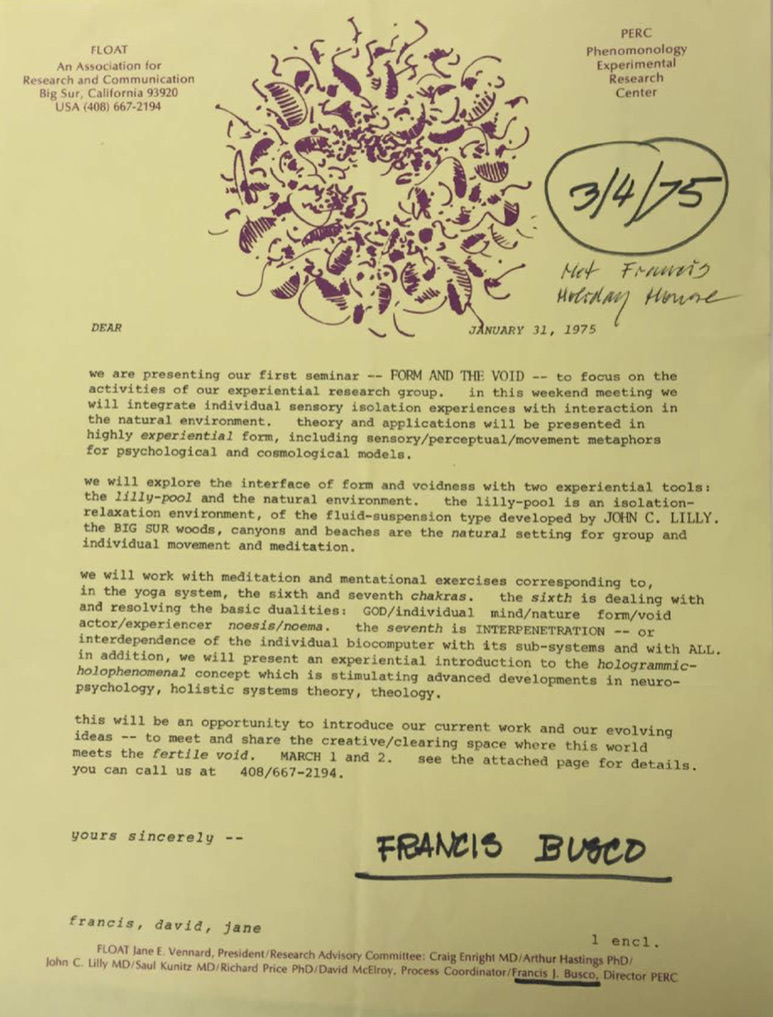 FLOAT
An Association for
Research and Communication
Big Sur, California 93920
USA (408) 667-2194
PERC
Phenomonology
Experimental
Research
Center
3/4/75
Met Francis
Holiday House
DEAR
JANUARY 31, 1975
we are presenting our first seminar -- FORM AND THE VOID -- to focus on the
activities of our experiential research group. in this weekend meeting we
will integrate individual sensory isolation experiences with interaction in
the natural environment. theory and applications will be presented in
highly experiential form, including sensory/perceptual/movement metaphors
for psychological and cosmological models.
we will explore the interface of form and voidness with two experiential tools:
the lilly-pool and the natural environment. the lilly-pool is an isolation-
relaxation environment, of the fluid-suspension type developed by JOHN C. LILLY.
the BIG SUR woods, canyons and beaches are the natural setting for group and
individual movement and meditation.
we will work with meditation and mentational exercises corresponding to,
in the yoga system, the sixth and seventh chakras. the sixth is dealing with
and resolving the basic dualities: GOD/individual mind/nature form/void
actor/experiencer noesis/noema. the seventh is INTERPENETRATION -- or
interdependence of the individual biocomputer with its sub-systems and with ALL.
in addition, we will present an experiential introduction to the hologrammic-
holophenomenal concept which is stimulating advanced developments in neuro-
psychology, holistic systems theory, theology.
this will be an opportunity to introduce our current work and our evolving
ideas -- to meet and share the creative/clearing space where this world
meets the fertile void. MARCH 1 and 2. see the attached page for details.
you can call us at 408/667-2194.
yours sincerely --
FRANCIS BUSCO
francis, david, jane
1 encl.
FLOAT Jane E. Vennard, President/Research Advisory Committee: Craig Enright MD/Arthur Hastings PhD/
John C. Lilly MD/Saul Kunitz MD/Richard Price PhD/David McElroy, Process Coordinator/Francis J. Busco, Director PERC